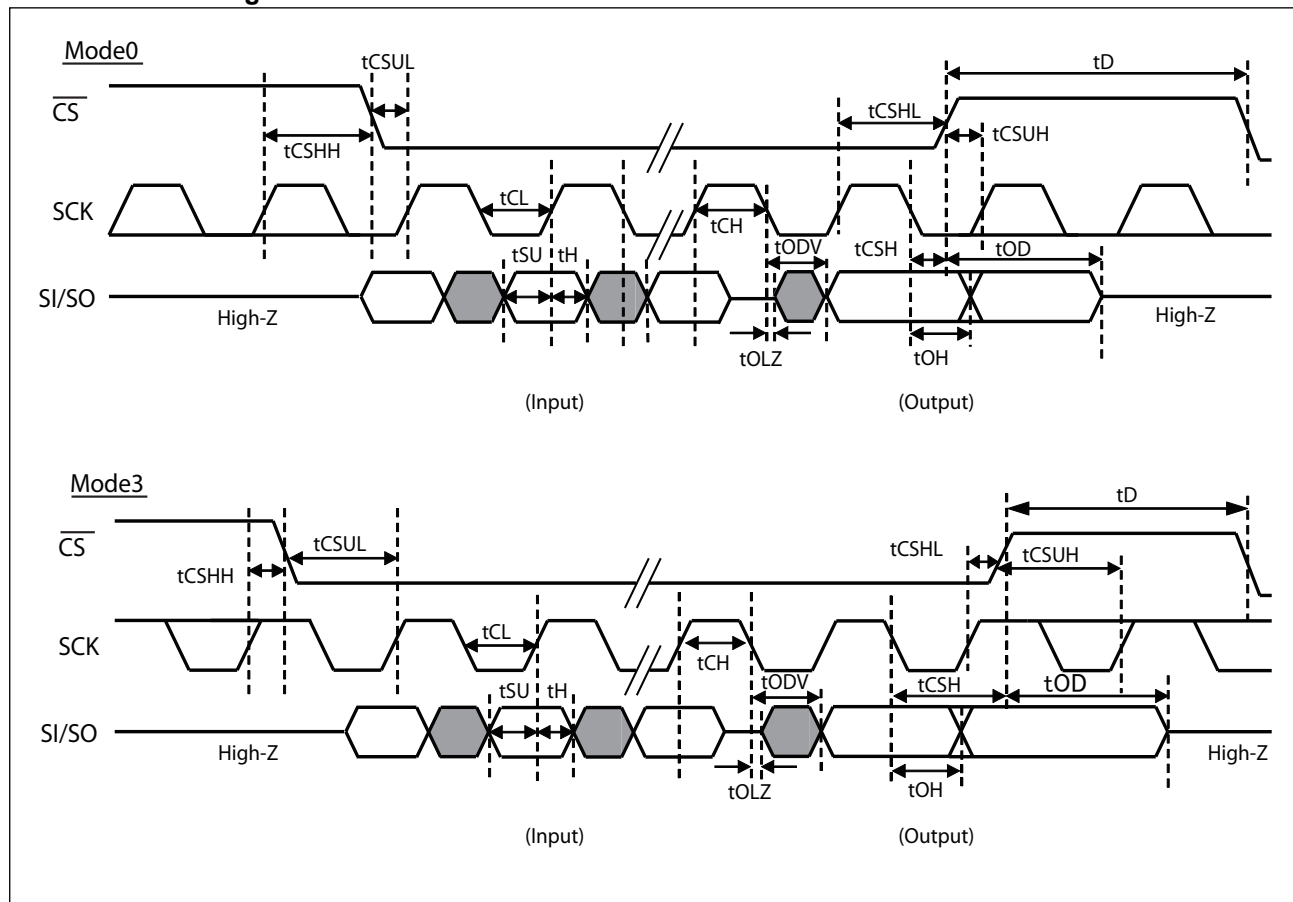 Mode0
tCSUL
tD
CS
tCSHL
tCSHH
tCSUH
SCK
tCL
tCH
tODV
tSU
tH
tCSH
tOD
SI/SO
High-Z
High-Z
tOLZ
tOH
(Input)
(Output)
Mode3
tD
CS
tCSUL
tCSHL
tCSUH
tCSHH
SCK
tCL
tCH
tSU
tH
tODV
tCSH
tOD
SI/SO
High-Z
High-Z
tOLZ
tOH
(Input)
(Output)